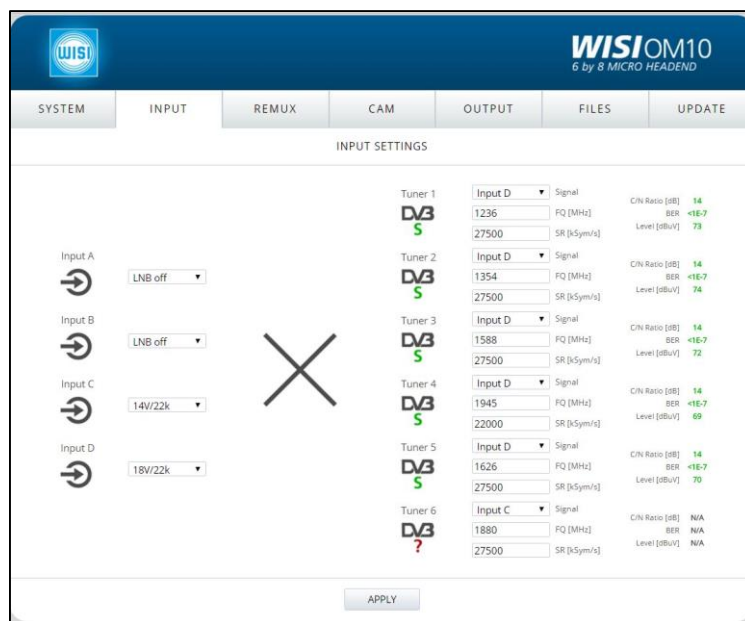 WISI
WISI OM10
6 by 8 MICRO HEADEND
SYSTEM INPUT REMUX CAM OUTPUT FILES UPDATE
INPUT SETTINGS
Input A
LNB off
Input B
LNB off
Input C
14V/22k
Input D
18V/22k
Tuner 1
DVB
S
Input D Signal
1236 FQ [MHz]
27500 SR [kSym/s]
C/N Ratio [dB] 14
BER <1E-7
Level [dBuV] 73
Tuner 2
DVB
S
Input D Signal
1354 FQ [MHz]
27500 SR [kSym/s]
C/N Ratio [dB] 14
BER <1E-7
Level [dBuV] 74
Tuner 3
DVB
S
Input D Signal
1588 FQ [MHz]
27500 SR [kSym/s]
C/N Ratio [dB] 14
BER <1E-7
Level [dBuV] 72
Tuner 4
DVB
S
Input D Signal
1945 FQ [MHz]
22000 SR [kSym/s]
C/N Ratio [dB] 14
BER <1E-7
Level [dBuV] 69
Tuner 5
DVB
S
Input D Signal
1626 FQ [MHz]
27500 SR [kSym/s]
C/N Ratio [dB] 14
BER <1E-7
Level [dBuV] 70
Tuner 6
DVB
?
Input C Signal
1880 FQ [MHz]
27500 SR [kSym/s]
C/N Ratio [dB] N/A
BER N/A
Level [dBuV] N/A
APPLY